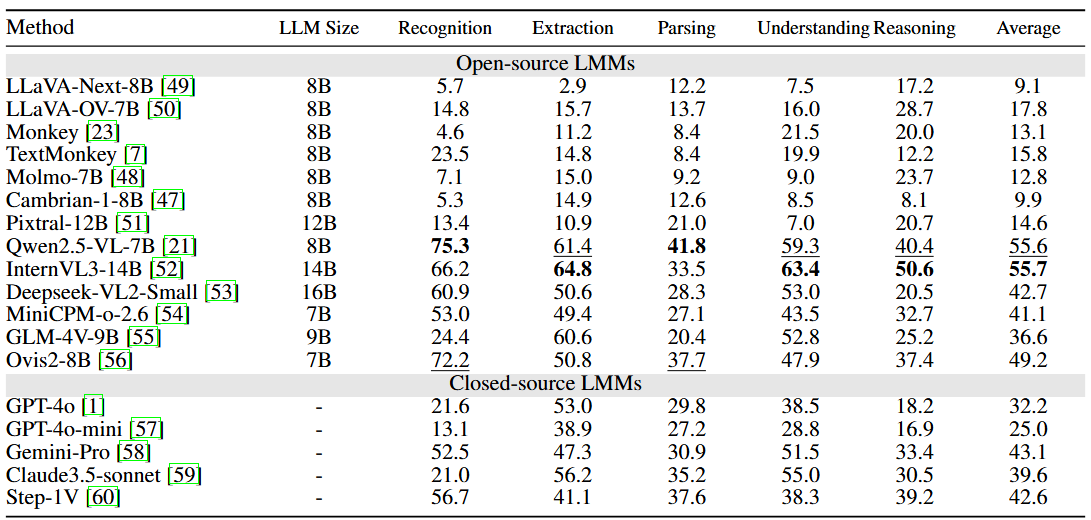 Method LLM Size Recognition Extraction Parsing Understanding Reasoning Average
Open-source LMMs
LLaVA-Next-8B [49] 8B 5.7 2.9 12.2 7.5 17.2 9.1
LLaVA-OV-7B [50] 8B 14.8 15.7 13.7 16.0 28.7 17.8
Monkey [23] 8B 4.6 11.2 8.4 21.5 20.0 13.1
TextMonkey [7] 8B 23.5 14.8 8.4 19.9 12.2 15.8
Molmo-7B [48] 8B 7.1 15.0 9.2 9.0 23.7 12.8
Cambrian-1-8B [47] 8B 5.3 14.9 12.6 8.5 8.1 9.9
Pixtral-12B [51] 12B 13.4 10.9 21.0 7.0 20.7 14.6
Qwen2.5-VL-7B [21] 8B 75.3 61.4 41.8 59.3 40.4 55.6
InternVL3-14B [52] 14B 66.2 64.8 33.5 63.4 50.6 55.7
Deepseek-VL2-Small [53] 16B 60.9 50.6 28.3 53.0 20.5 42.7
MiniCPM-o-2.6 [54] 7B 53.0 49.4 27.1 43.5 32.7 41.1
GLM-4V-9B [55] 9B 24.4 60.6 20.4 52.8 25.2 36.6
Ovis2-8B [56] 7B 72.2 50.8 37.7 47.9 37.4 49.2
Closed-source LMMs
GPT-4o [1] - 21.6 53.0 29.8 38.5 18.2 32.2
GPT-4o-mini [57] - 13.1 38.9 27.2 28.8 16.9 25.0
Gemini-Pro [58] - 52.5 47.3 30.9 51.5 33.4 43.1
Claude3.5-sonnet [59] - 21.0 56.2 35.2 55.0 30.5 39.6
Step-1V [60] - 56.7 41.1 37.6 38.3 39.2 42.6